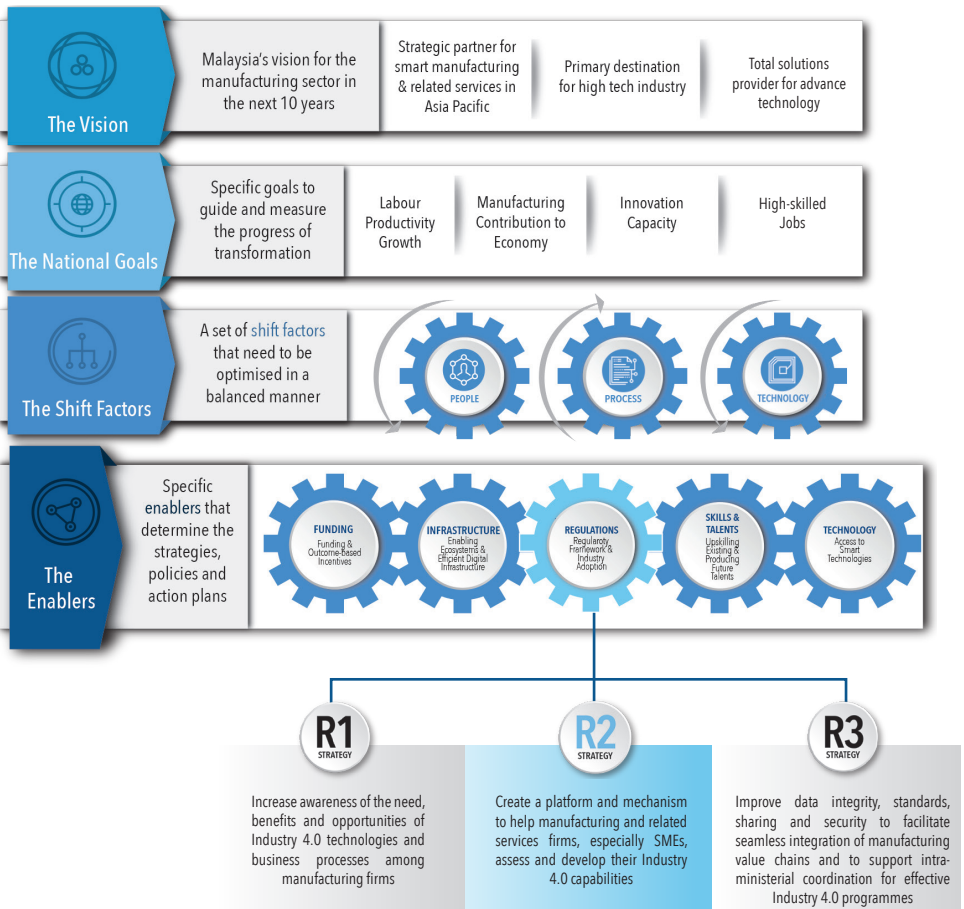 The Vision
Malaysia's vision for the
manufacturing sector
in the next 10 years
Strategic partner for
smart manufacturing
& related services in
Asia Pacific
Primary destination
for high tech industry
Total solutions
provider for advance
technology
The National Goals
Specific goals to
guide and measure
the progress of
transformation
Labour
Productivity
Growth
Manufacturing
Contribution to
Economy
Innovation
Capacity
High-skilled
Jobs
The Shift Factors
A set of shift factors
that need to be
optimised in a
balanced manner
PEOPLE
PROCESS
TECHNOLOGY
The
Enablers
Specific
enablers that
determine the
strategies,
policies and
action plans
FUNDING
Funding &
Outcome-based
Incentives
INFRASTRUCTURE
Enabling
Ecosystems &
Efficient Digital
Infrastructure
REGULATIONS
Regularoty
Framework &
Industry
Adoption
SKILLS &
TALENTS
Upskilling
Existing &
Producing
Future
Talents
TECHNOLOGY
Access to
Smart
Technologies
R1
STRATEGY
Increase awareness of the need,
benefits and opportunities of
Industry 4.0 technologies and
business processes among
manufacturing firms
R2
STRATEGY
Create a platform and mechanism
to help manufacturing and related
services firms, especially SMEs,
assess and develop their Industry
4.0 capabilities
R3
STRATEGY
Improve data integrity, standards,
sharing and security to facilitate
seamless integration of manufacturing
value chains and to support intra-
ministerial coordination for effective
Industry 4.0 programmes